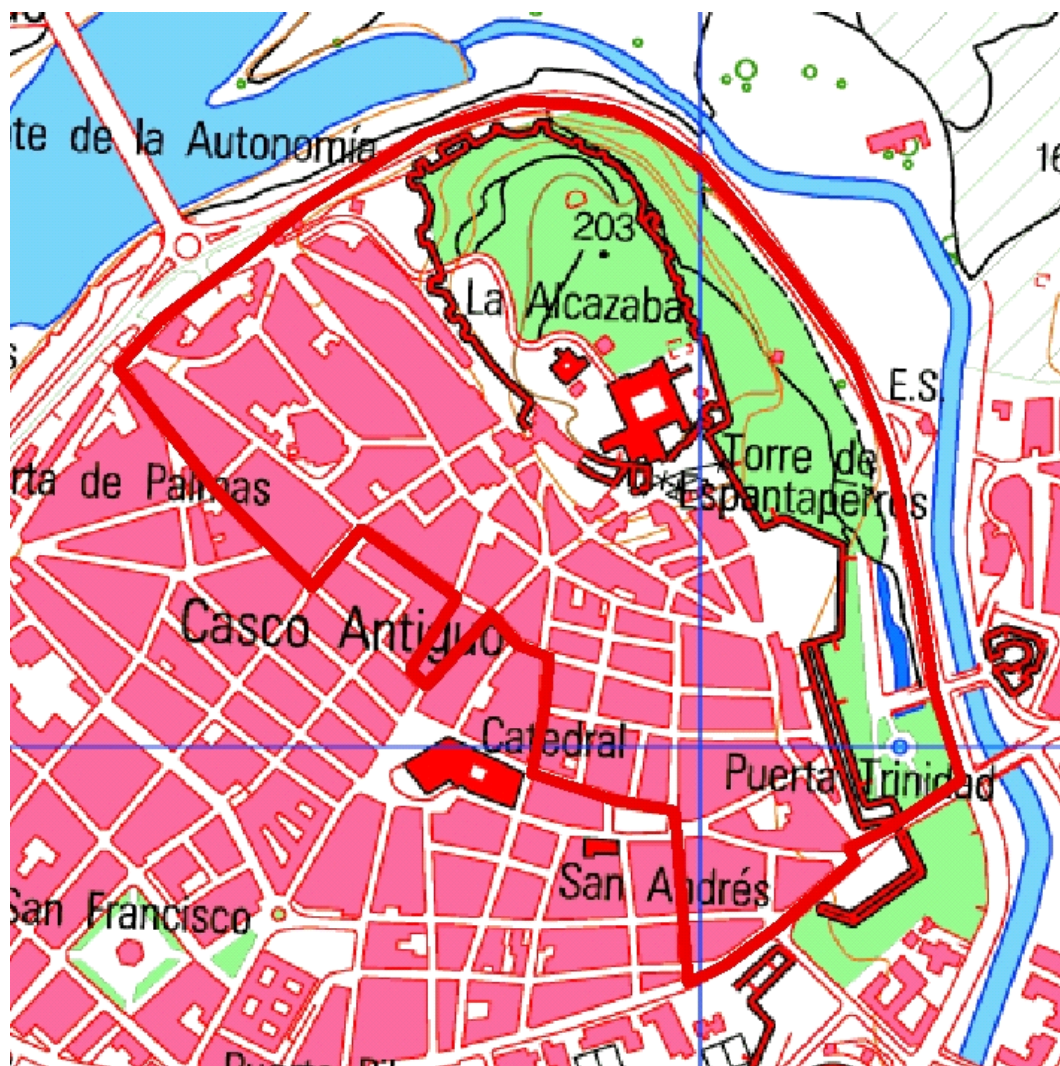 te de la Autonomía
16
203
La Alcazaba
E.S.
Torre de
Espantaperros
rta de Palmas
Casco Antiguo
Catedral
Puerta Trinidad
San Andrés
San Francisco